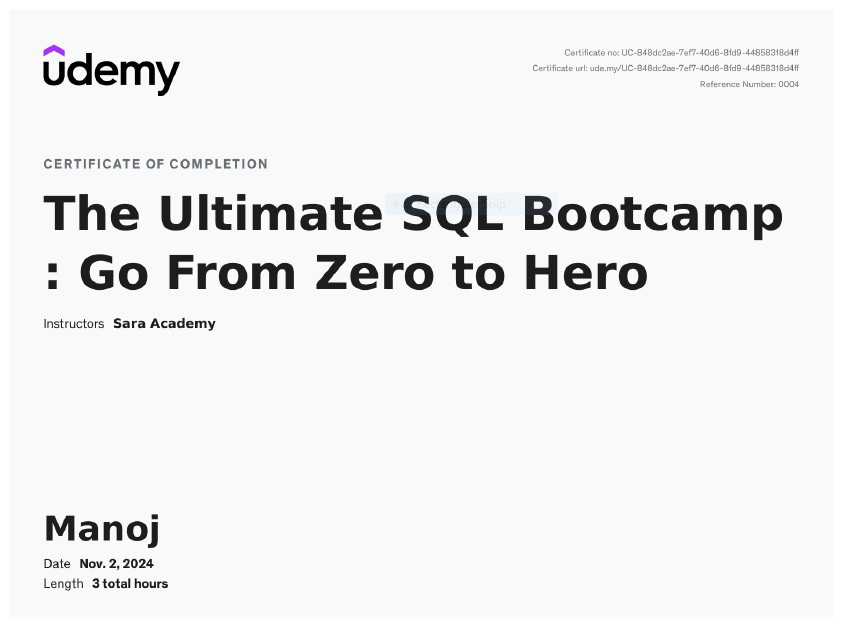 udemy
Certificate no: UC-848dc2ae-7ef7-40d6-8fd9-44858318d4ff
Certificate url: ude.my/UC-848dc2ae-7ef7-40d6-8fd9-44858318d4ff
Reference Number: 0004
CERTIFICATE OF COMPLETION
The Ultimate SQL Bootcamp
: Go From Zero to Hero
Instructors Sara Academy
Manoj
Date Nov. 2, 2024
Length 3 total hours